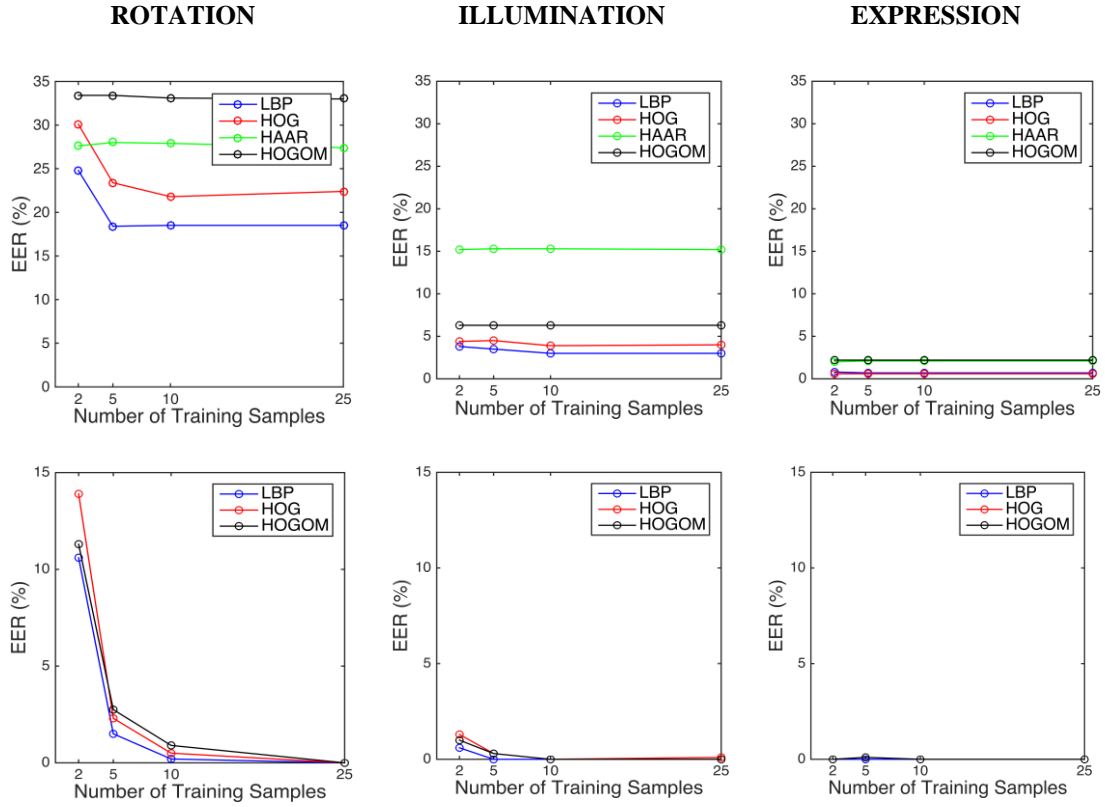 ROTATION
ILLUMINATION
EXPRESSION
35
30
25
20
15
10
5
0
EER (%)
LBP
HOG
HAAR
HOGOM
2 5 10 25
Number of Training Samples
35
30
25
20
15
10
5
0
EER (%)
LBP
HOG
HAAR
HOGOM
2 5 10 25
Number of Training Samples
35
30
25
20
15
10
5
0
EER (%)
LBP
HOG
HAAR
HOGOM
2 5 10 25
Number of Training Samples
15
10
5
0
EER (%)
LBP
HOG
HOGOM
2 5 10 25
Number of Training Samples
15
10
5
0
EER (%)
LBP
HOG
HOGOM
2 5 10 25
Number of Training Samples
15
10
5
0
EER (%)
LBP
HOG
HOGOM
2 5 10 25
Number of Training Samples